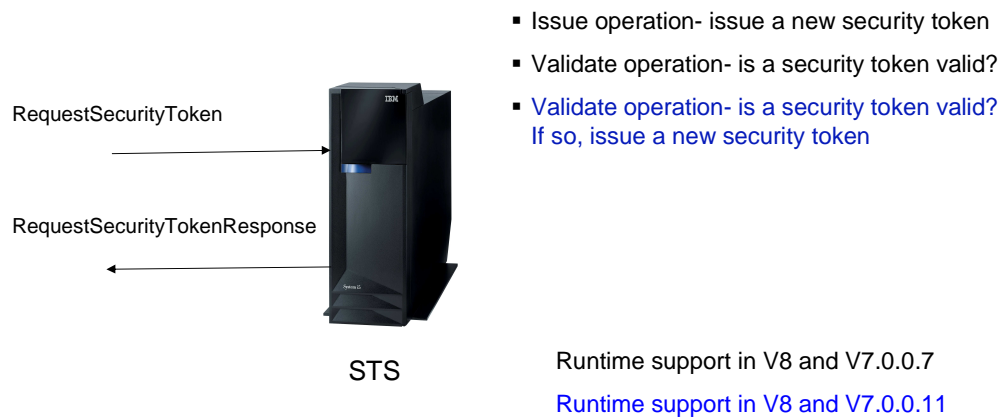 ▪ Issue operation- issue a new security token
▪ Validate operation- is a security token valid?
▪ Validate operation- is a security token valid?
If so, issue a new security token
RequestSecurityToken
IBM
RequestSecurityTokenResponse
STS
Runtime support in V8 and V7.0.0.7
Runtime support in V8 and V7.0.0.11